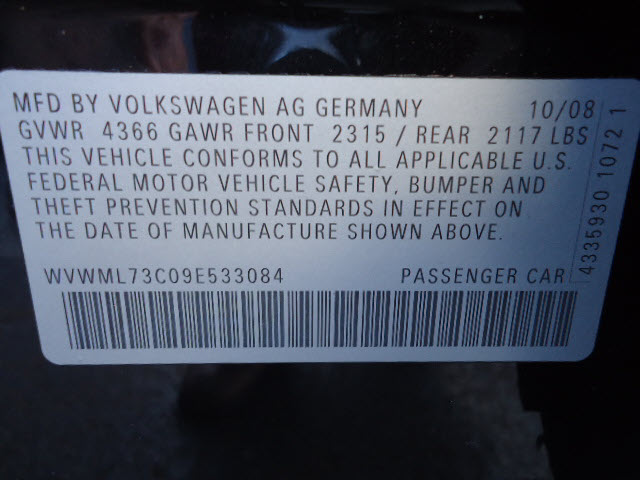 MFD BY VOLKSWAGEN AG GERMANY 10/08
GVWR 4366 GAWR FRONT 2315 / REAR 2117 LBS
THIS VEHICLE CONFORMS TO ALL APPLICABLE U.S.
FEDERAL MOTOR VEHICLE SAFETY, BUMPER AND
THEFT PREVENTION STANDARDS IN EFFECT ON
THE DATE OF MANUFACTURE SHOWN ABOVE.
WVWML73C09E533084 PASSENGER CAR
4335930 1072 1